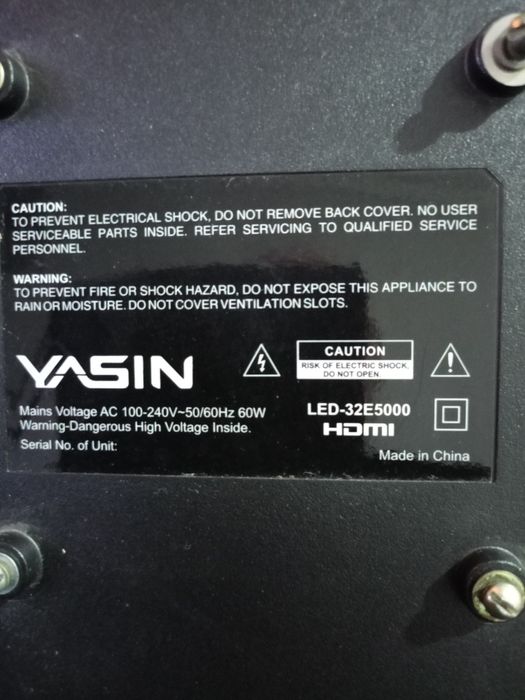 CAUTION:
TO PREVENT ELECTRICAL SHOCK, DO NOT REMOVE BACK COVER. NO USER
SERVICEABLE PARTS INSIDE. REFER SERVICING TO QUALIFIED SERVICE
PERSONNEL.
WARNING:
TO PREVENT FIRE OR SHOCK HAZARD, DO NOT EXPOSE THIS APPLIANCE TO
RAIN OR MOISTURE. DO NOT COVER VENTILATION SLOTS.
YASIN
CAUTION
RISK OF ELECTRIC SHOCK,
DO NOT OPEN.
Mains Voltage AC 100-240V~50/60Hz 60W
Warning-Dangerous High Voltage Inside.
Serial No. of Unit:
LED-32E5000
HDMI
Made in China